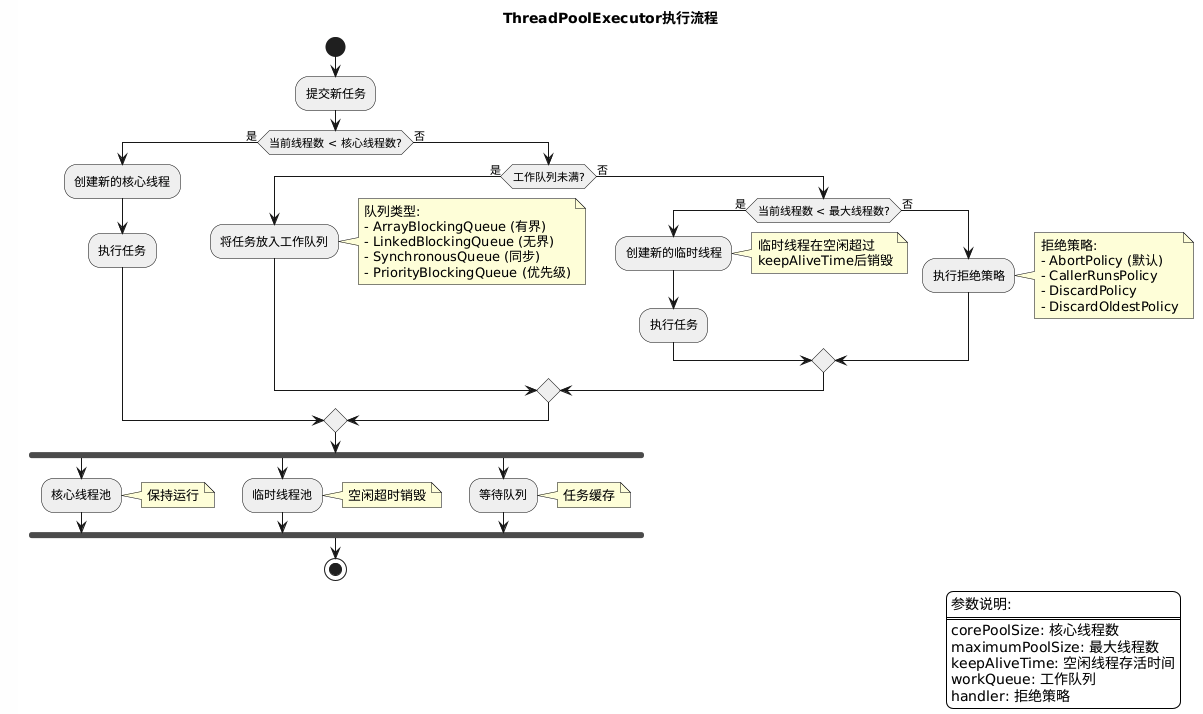 ThreadPoolExecutor执行流程
提交新任务
是
当前线程数 < 核心线程数?
否
创建新的核心线程
执行任务
是
工作队列未满?
否
将任务放入工作队列
队列类型:
- ArrayBlockingQueue (有界)
- LinkedBlockingQueue (无界)
- SynchronousQueue (同步)
- PriorityBlockingQueue (优先级)
是
当前线程数 < 最大线程数?
否
创建新的临时线程
临时线程在空闲超过
keepAliveTime后销毁
执行任务
执行拒绝策略
拒绝策略:
- AbortPolicy (默认)
- CallerRunsPolicy
- DiscardPolicy
- DiscardOldestPolicy
核心线程池
保持运行
临时线程池
空闲超时销毁
等待队列
任务缓存
参数说明:
corePoolSize: 核心线程数
maximumPoolSize: 最大线程数
keepAliveTime: 空闲线程存活时间
workQueue: 工作队列
handler: 拒绝策略